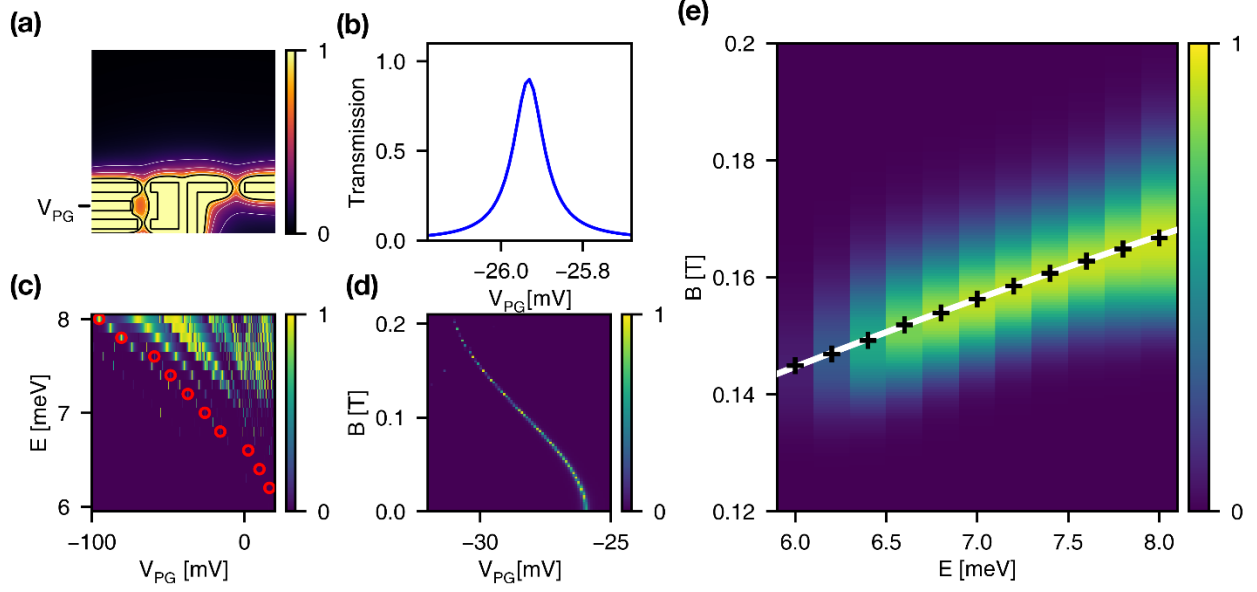 (a)
V_PG
1
0
(b)
Transmission
1.0
0.5
0.0
−26.0
−25.8
V_PG[mV]
(c)
E [meV]
8
7
6
−100
0
V_PG [mV]
1
0
(d)
B [T]
0.2
0.1
0.0
−30
−25
V_PG[mV]
1
0
(e)
B [T]
0.2
0.18
0.16
0.14
0.12
6.0
6.5
7.0
7.5
8.0
E [meV]
1
0